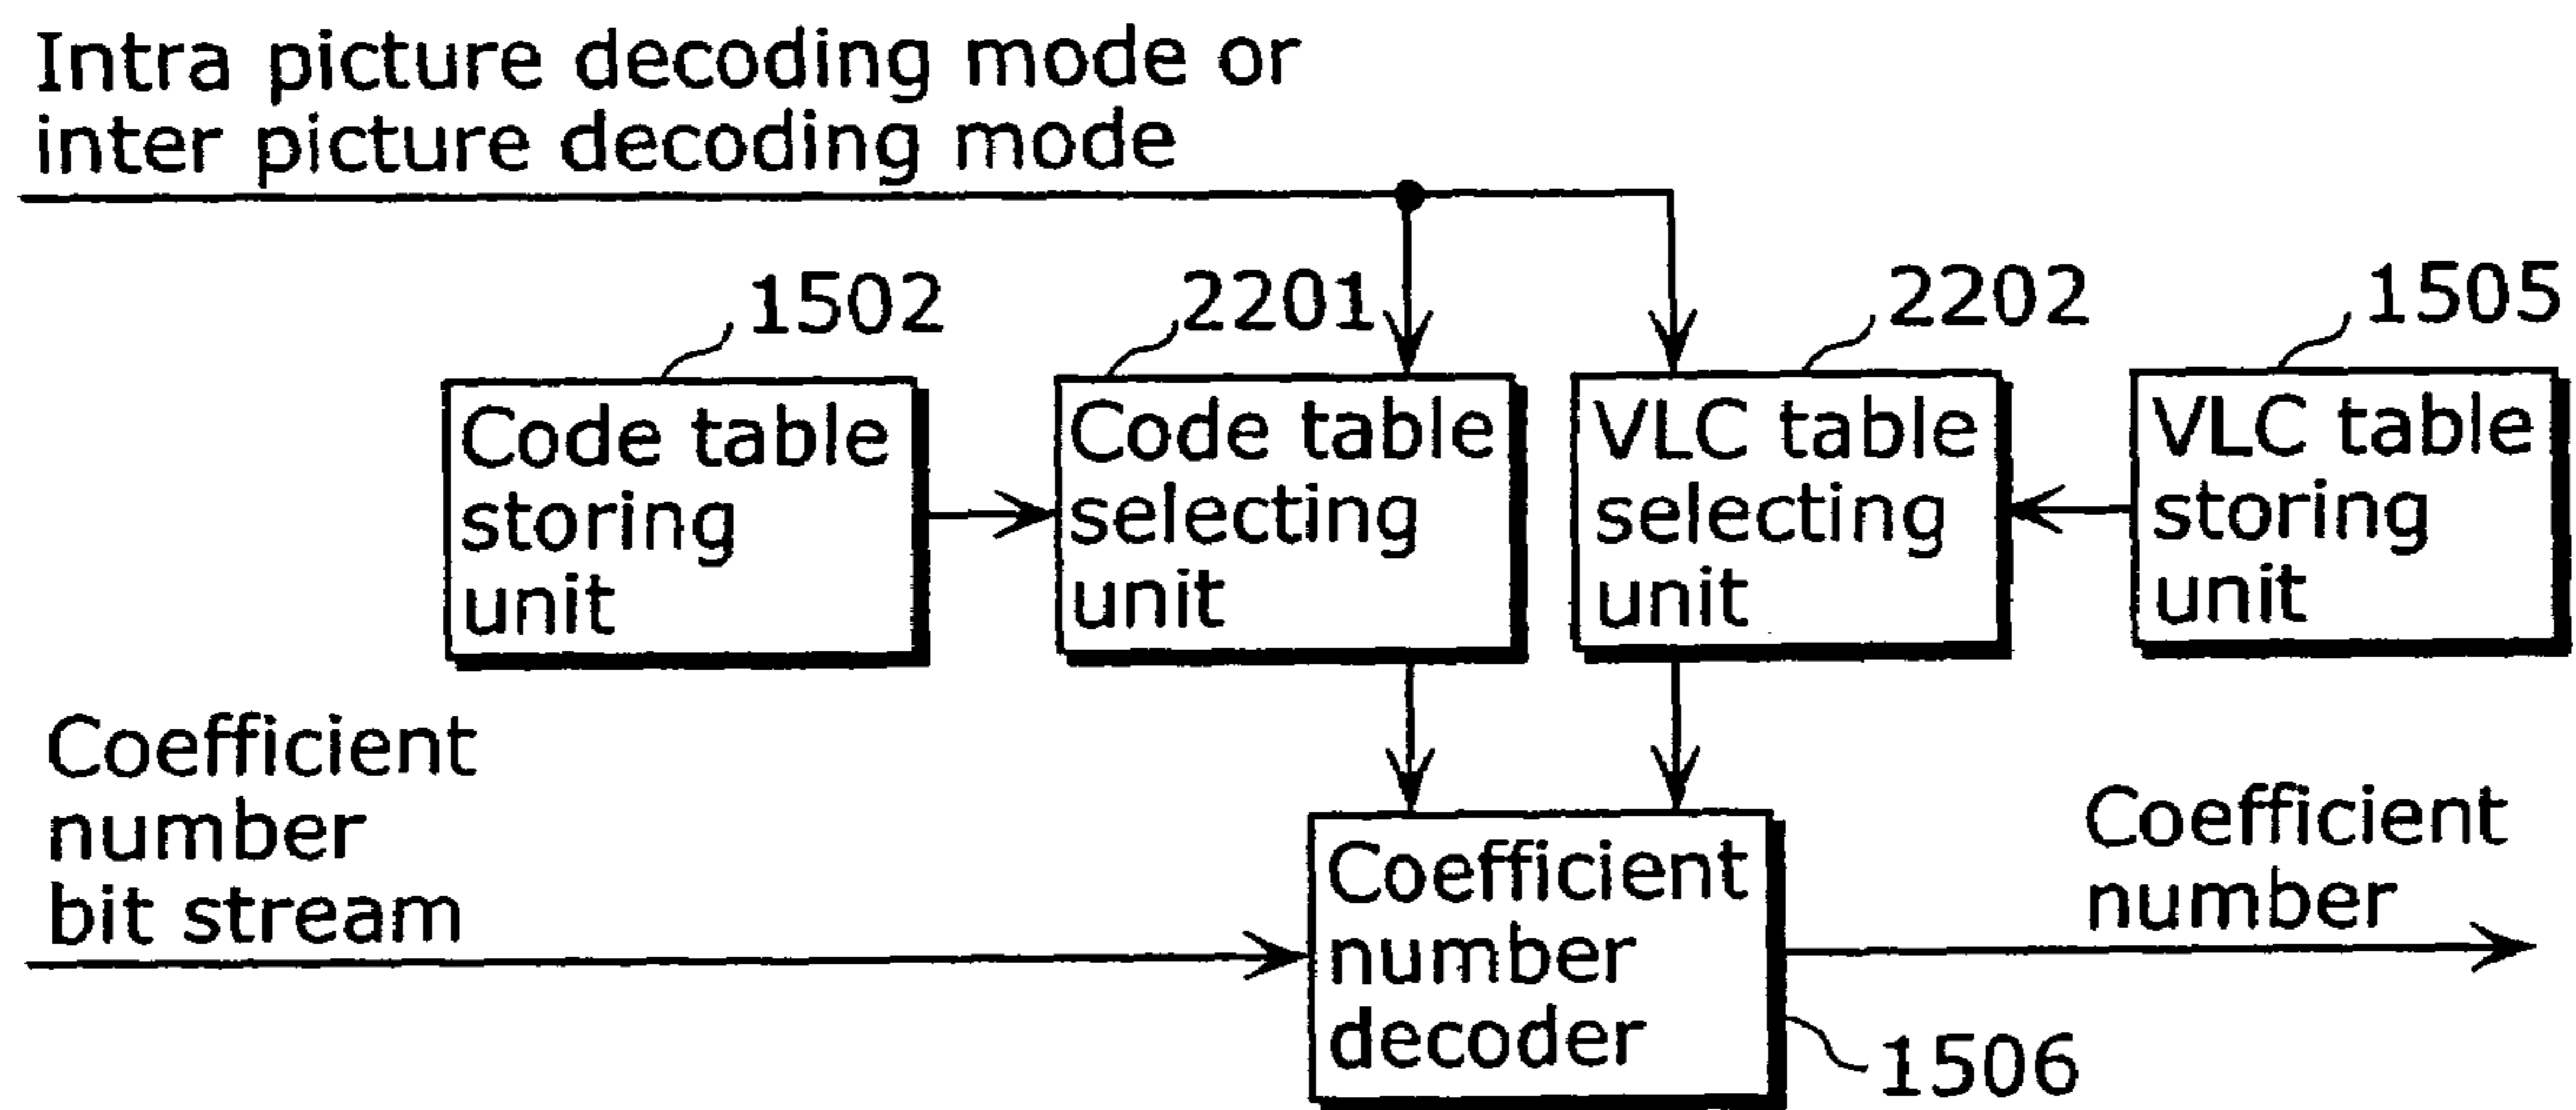 Intra picture decoding mode or
inter picture decoding mode
1502
2201
2202
1505
Code table
storing
unit
Code table
selecting
unit
VLC table
selecting
unit
VLC table
storing
unit
Coefficient
number
bit stream
Coefficient
number
decoder
Coefficient
number
1506